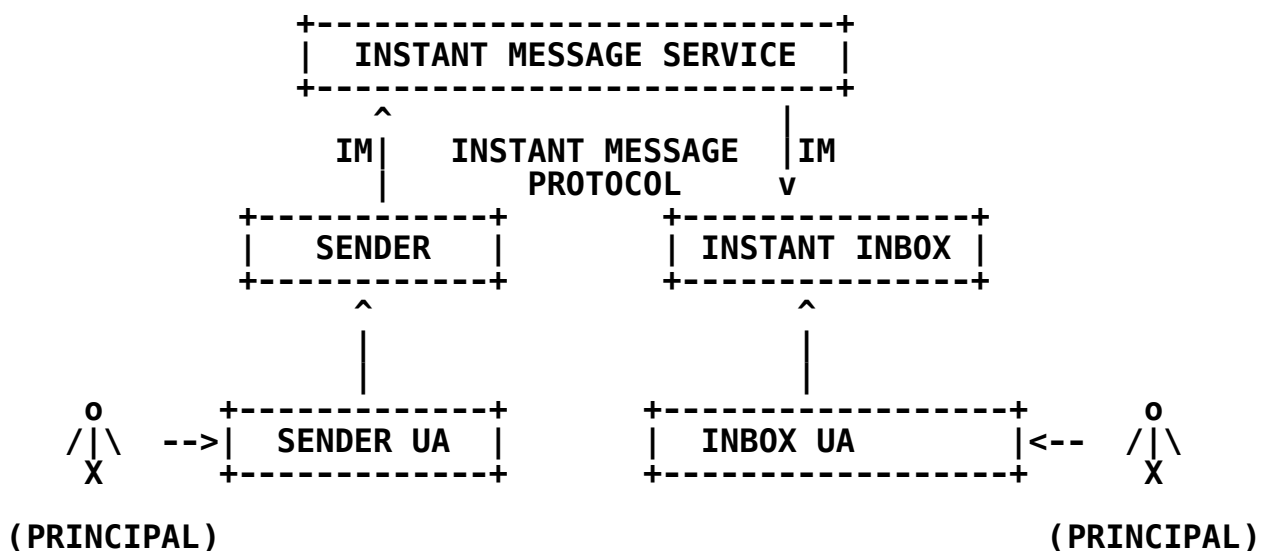 INSTANT MESSAGE SERVICE
IM INSTANT MESSAGE IM
PROTOCOL
SENDER INSTANT INBOX
SENDER UA INBOX UA
(PRINCIPAL) (PRINCIPAL)